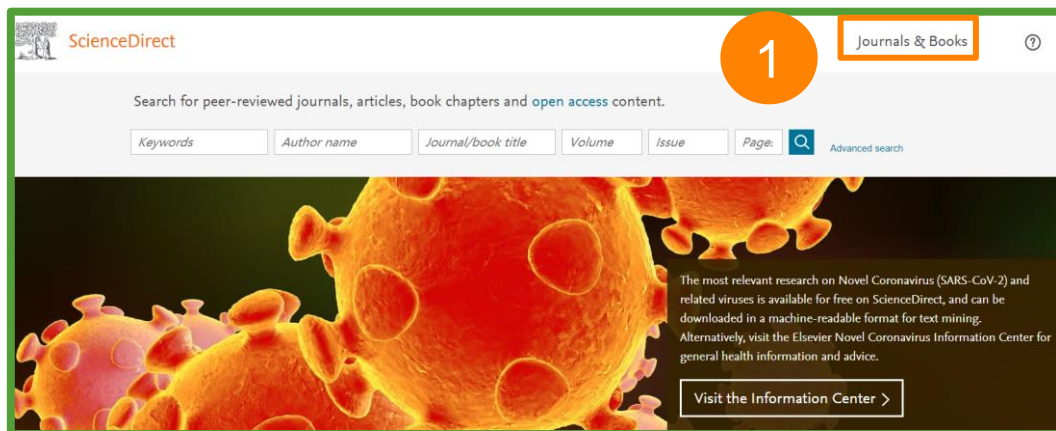 ScienceDirect
1
Journals & Books
?
Search for peer-reviewed journals, articles, book chapters and open access content.
Keywords
Author name
Journal/book title
Volume
Issue
Page:
Advanced search
The most relevant research on Novel Coronavirus (SARS-CoV-2) and
related viruses is available for free on ScienceDirect, and can be
downloaded in a machine-readable format for text mining.
Alternatively, visit the Elsevier Novel Coronavirus Information Center for
general health information and advice.
Visit the Information Center >